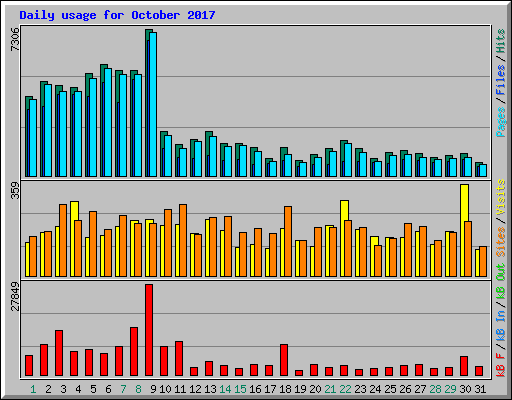 Daily usage for October 2017
7306
Pages/Files/Hits
359
Sites/Visits
27849
kB F/kB In/kB Out
1 2 3 4 5 6 7 8 9 10 11 12 13 14 15 16 17 18 19 20 21 22 23 24 25 26 27 28 29 30 31